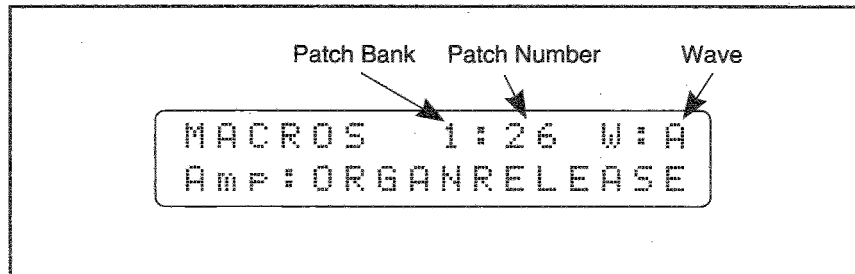 Patch Bank Patch Number Wave
MACROS 1:26 W:A
Amp:ORGANRELEASE